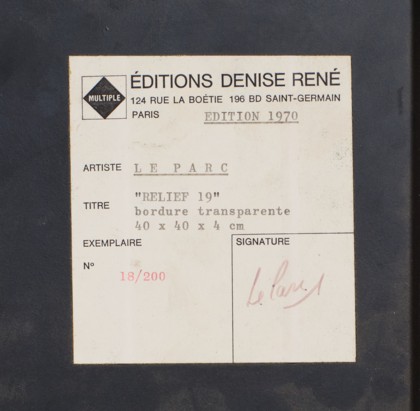 MULTIPLE
ÉDITIONS DENISE RENÉ
124 RUE LA BOËTIE 196 BD SAINT-GERMAIN
PARIS EDITION 1970
ARTISTE LE PARC
TITRE "RELIEF 19"
bordure transparente
40 x 40 x 4 cm
EXEMPLAIRE
N° 18/200
SIGNATURE
Le Parc